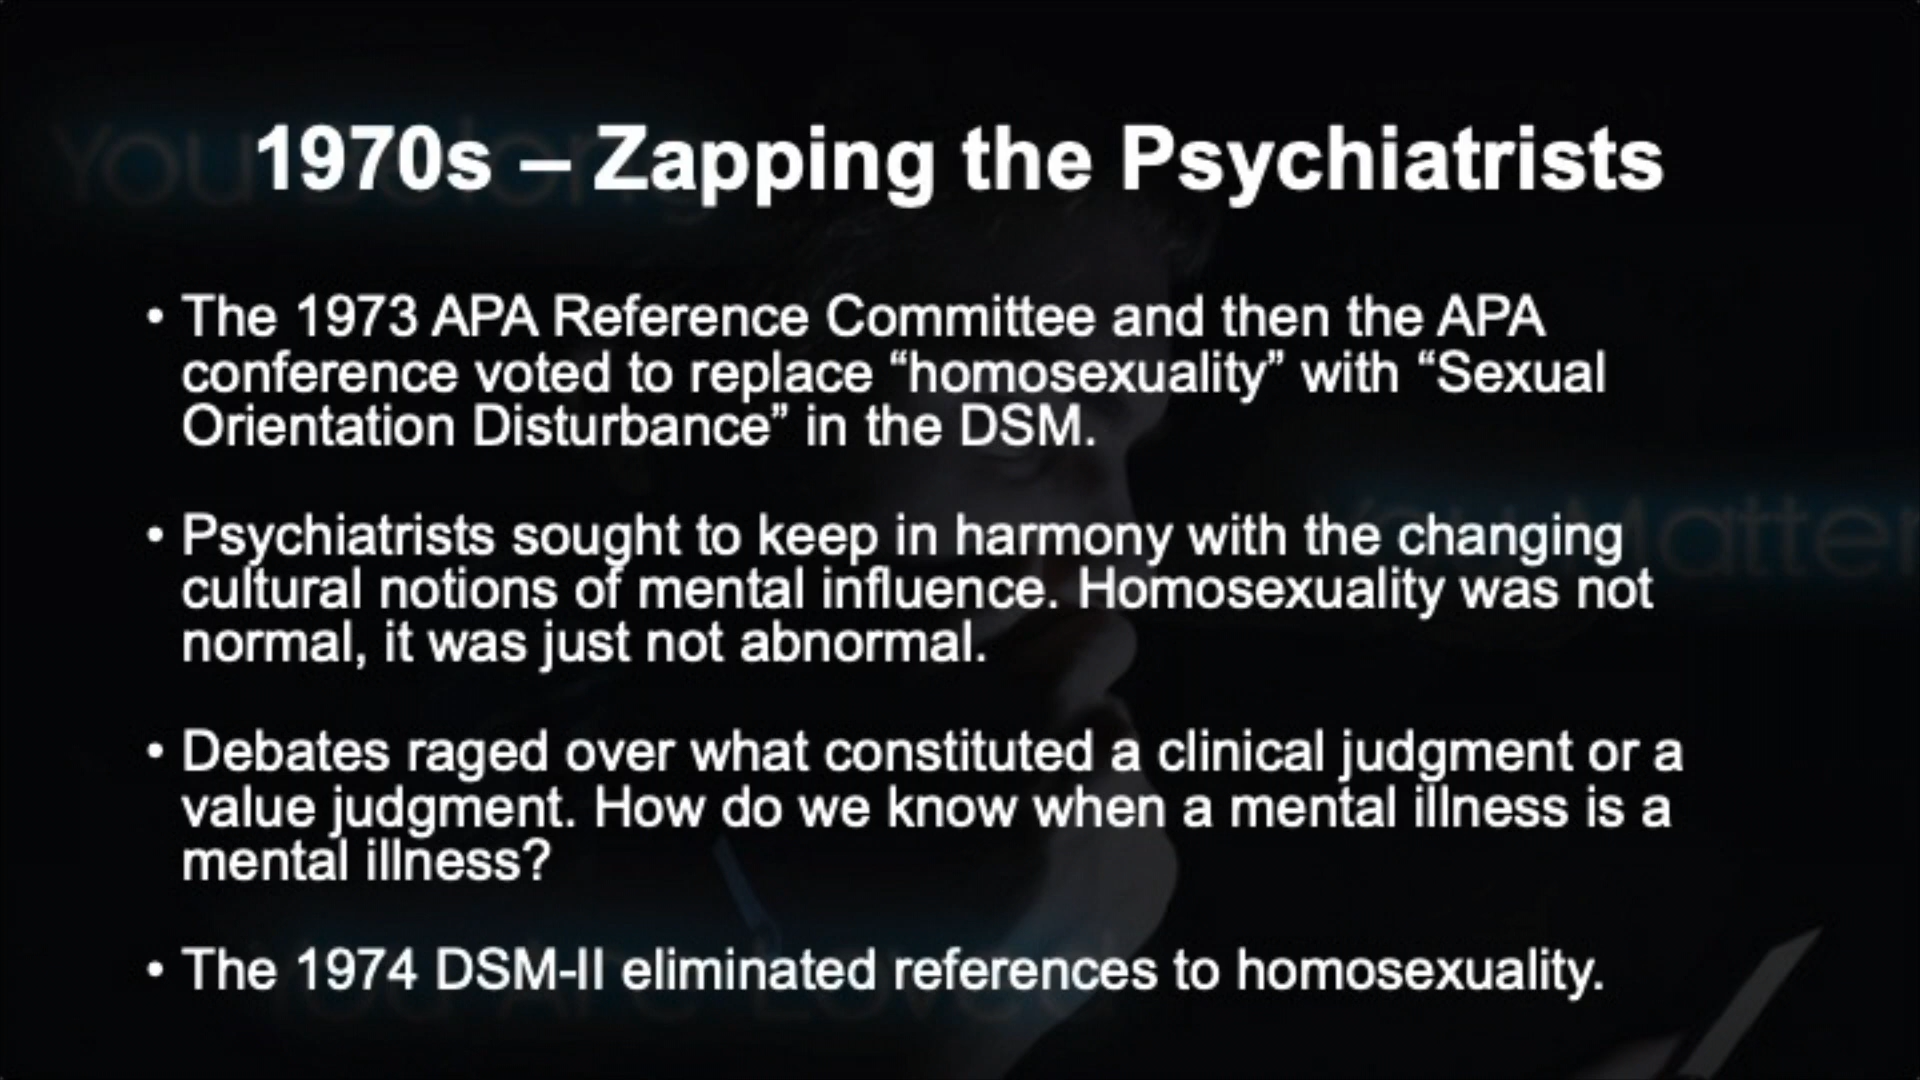 1970s – Zapping the Psychiatrists
• The 1973 APA Reference Committee and then the APA
conference voted to replace “homosexuality” with “Sexual
Orientation Disturbance” in the DSM.
• Psychiatrists sought to keep in harmony with the changing
cultural notions of mental influence. Homosexuality was not
normal, it was just not abnormal.
• Debates raged over what constituted a clinical judgment or a
value judgment. How do we know when a mental illness is a
mental illness?
• The 1974 DSM-II eliminated references to homosexuality.